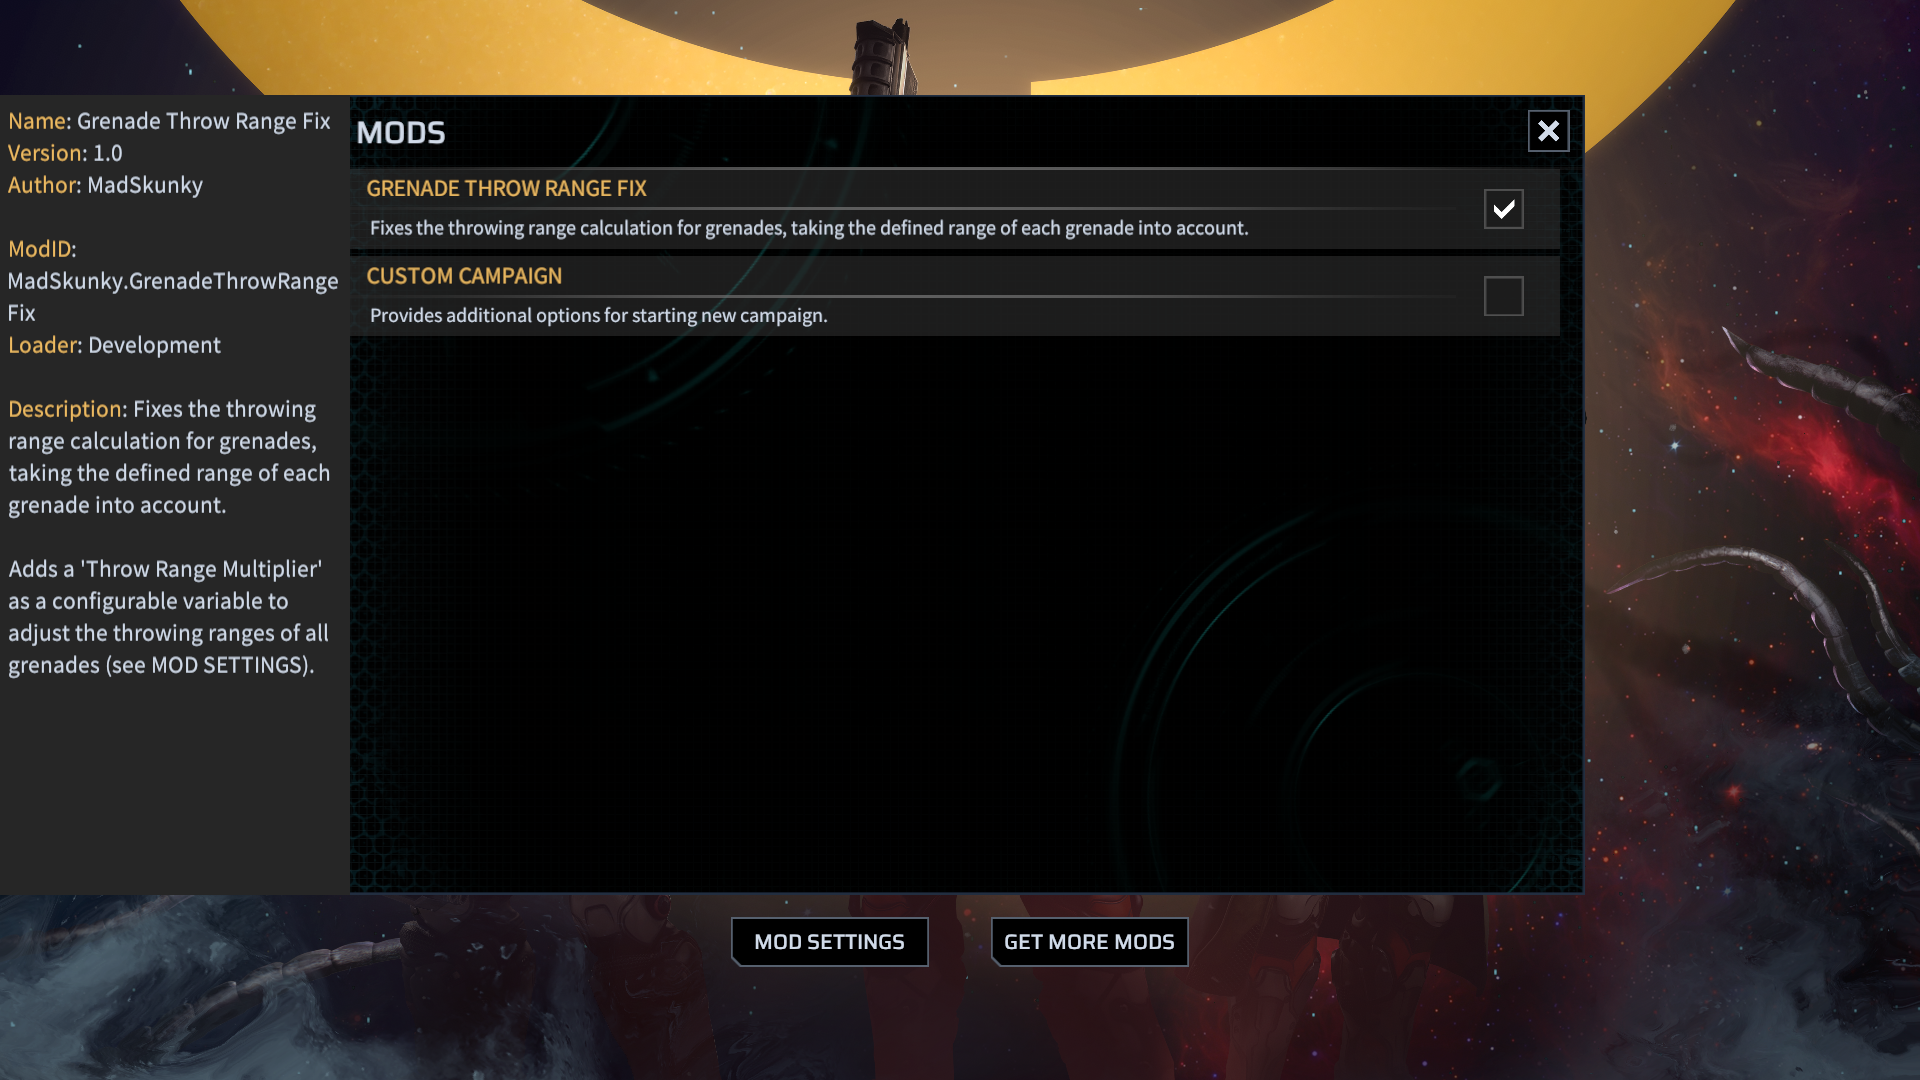 Name: Grenade Throw Range Fix
Version: 1.0
Author: MadSkunky
ModID:
MadSkunky.GrenadeThrowRange
Fix
Loader: Development
Description: Fixes the throwing
range calculation for grenades,
taking the defined range of each
grenade into account.
Adds a 'Throw Range Multiplier'
as a configurable variable to
adjust the throwing ranges of all
grenades (see MOD SETTINGS).
MODS
GRENADE THROW RANGE FIX
Fixes the throwing range calculation for grenades, taking the defined range of each grenade into account.
CUSTOM CAMPAIGN
Provides additional options for starting new campaign.
MOD SETTINGS
GET MORE MODS